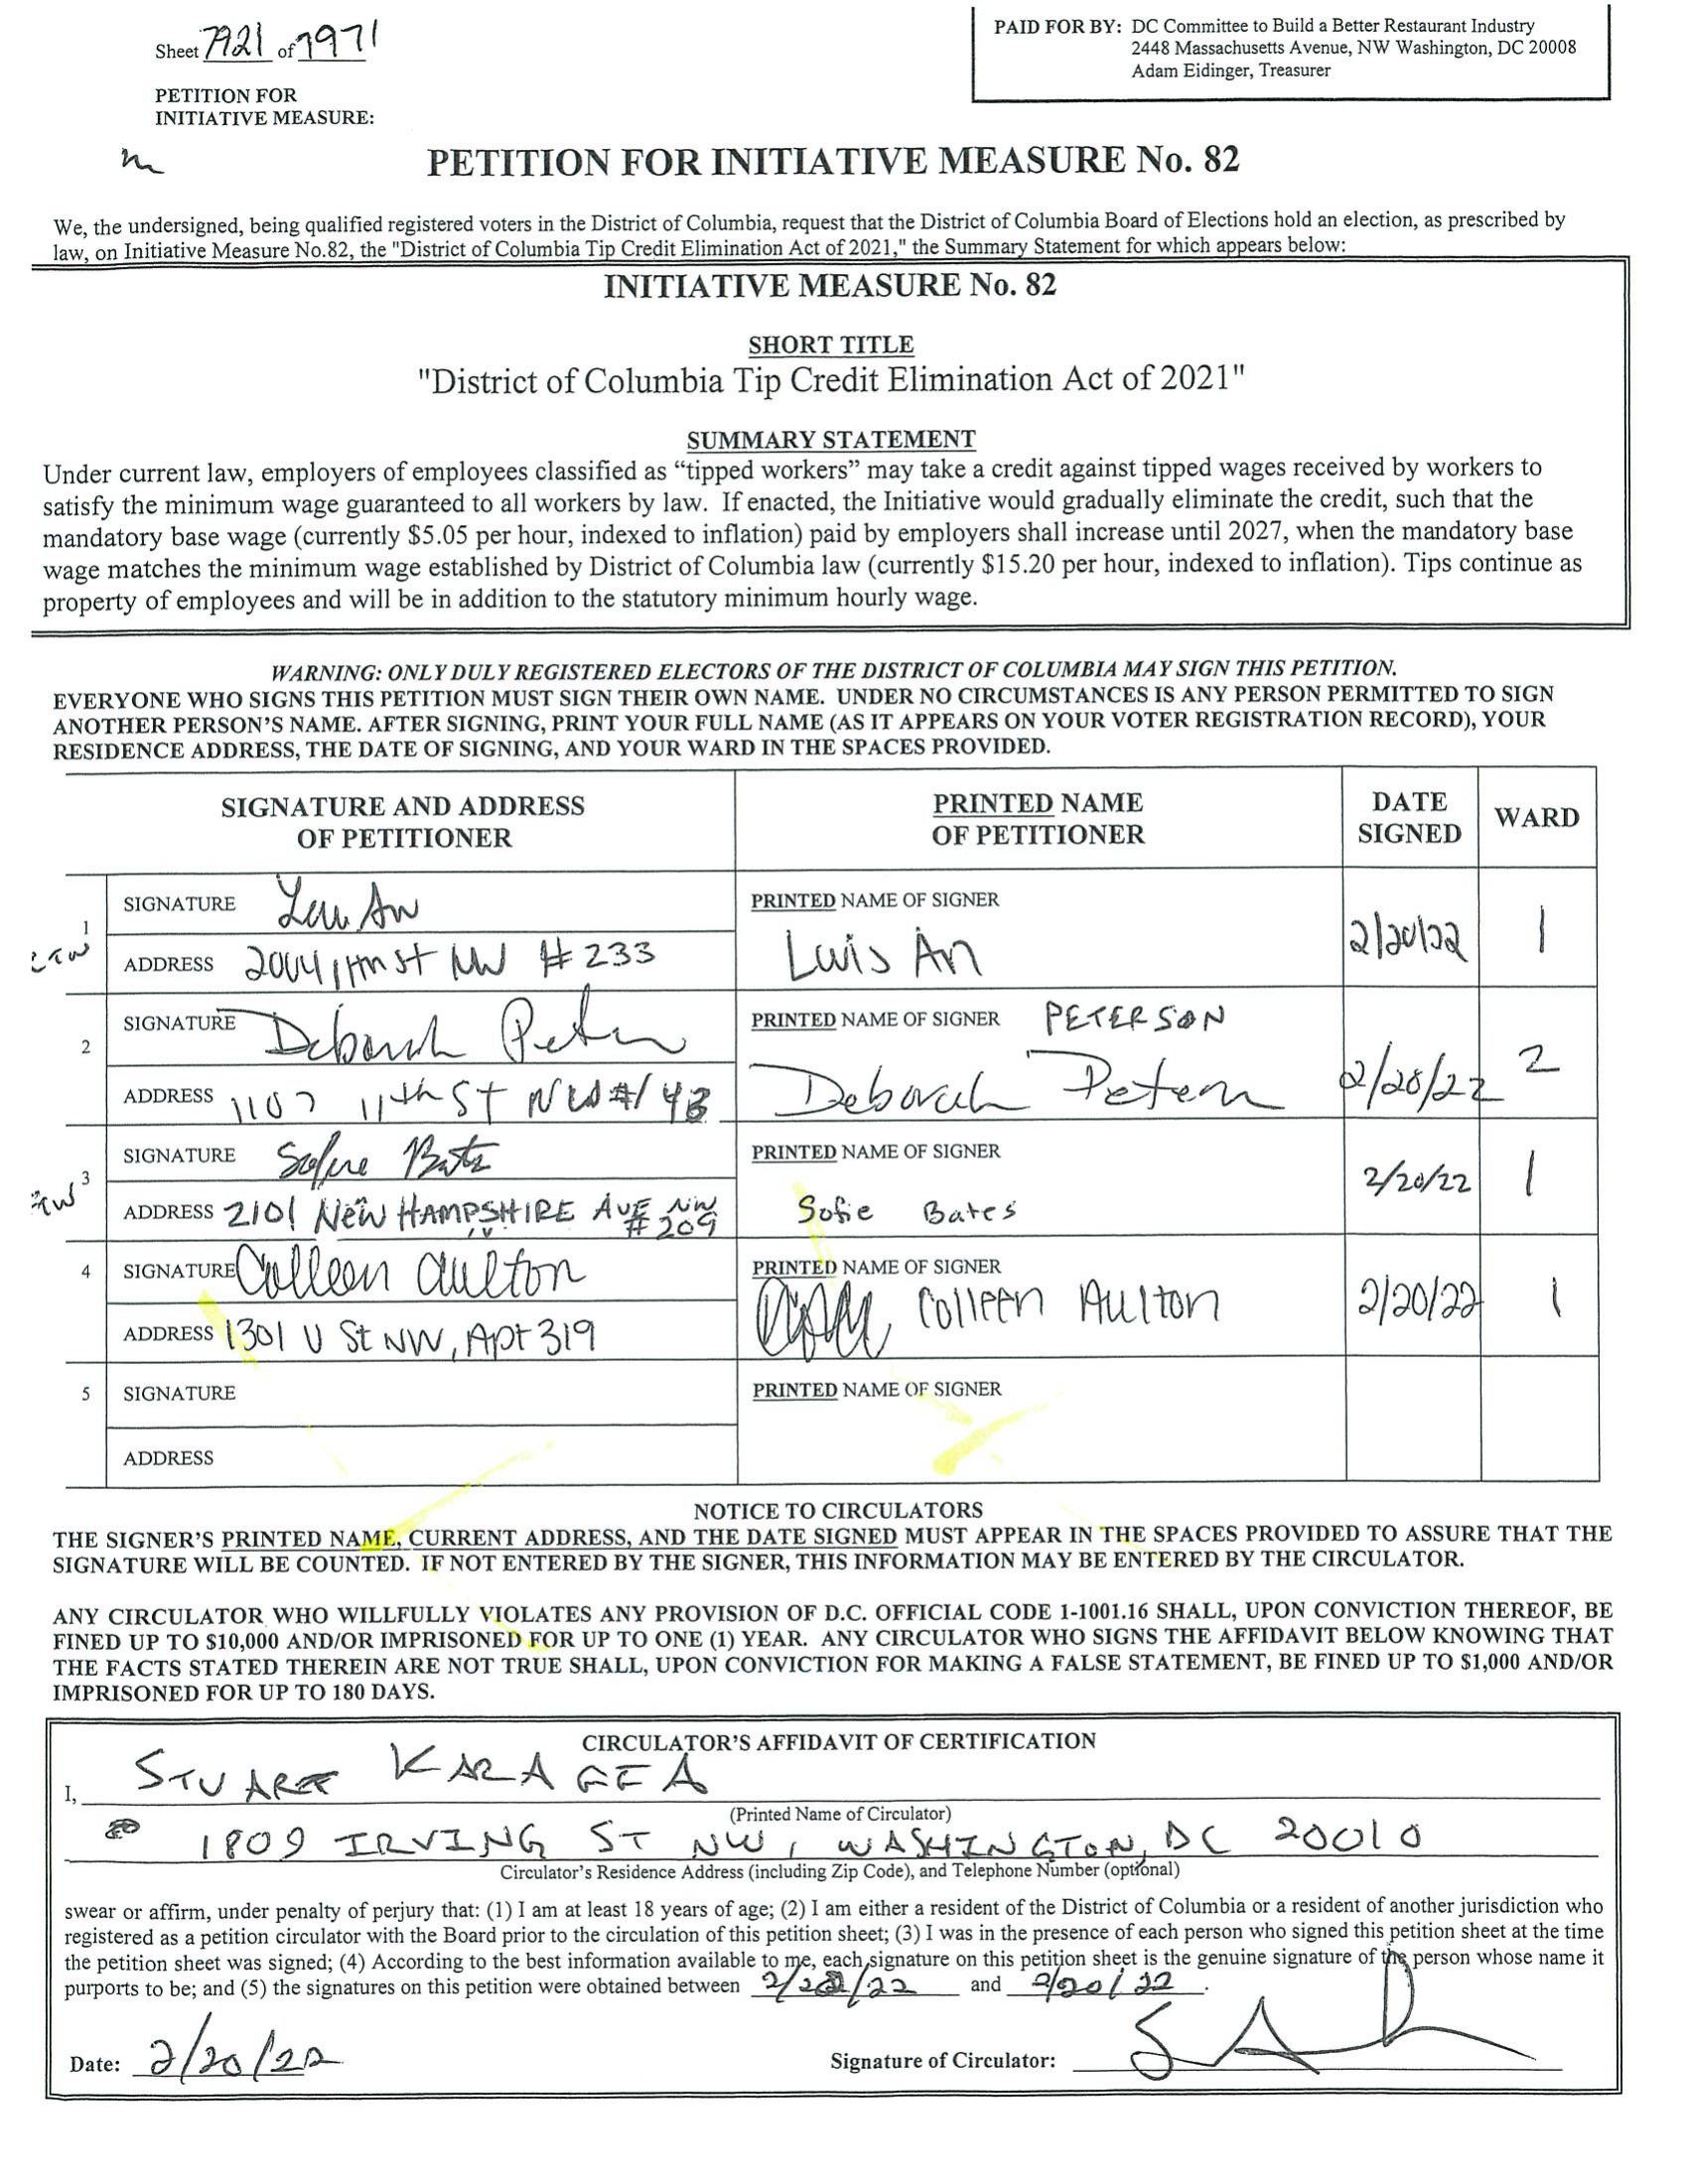 Sheet 7921 of 7971
PAID FOR BY: DC Committee to Build a Better Restaurant Industry
2448 Massachusetts Avenue, NW Washington, DC 20008
Adam Eidinger, Treasurer
PETITION FOR
INITIATIVE MEASURE:
PETITION FOR INITIATIVE MEASURE No. 82
We, the undersigned, being qualified registered voters in the District of Columbia, request that the District of Columbia Board of Elections hold an election, as prescribed by
law, on Initiative Measure No.82, the "District of Columbia Tip Credit Elimination Act of 2021," the Summary Statement for which appears below:
INITIATIVE MEASURE No. 82
SHORT TITLE
"District of Columbia Tip Credit Elimination Act of 2021"
SUMMARY STATEMENT
Under current law, employers of employees classified as “tipped workers” may take a credit against tipped wages received by workers to
satisfy the minimum wage guaranteed to all workers by law. If enacted, the Initiative would gradually eliminate the credit, such that the
mandatory base wage (currently $5.05 per hour, indexed to inflation) paid by employers shall increase until 2027, when the mandatory base
wage matches the minimum wage established by District of Columbia law (currently $15.20 per hour, indexed to inflation). Tips continue as
property of employees and will be in addition to the statutory minimum hourly wage.
WARNING: ONLY DULY REGISTERED ELECTORS OF THE DISTRICT OF COLUMBIA MAY SIGN THIS PETITION.
EVERYONE WHO SIGNS THIS PETITION MUST SIGN THEIR OWN NAME. UNDER NO CIRCUMSTANCES IS ANY PERSON PERMITTED TO SIGN
ANOTHER PERSON'S NAME. AFTER SIGNING, PRINT YOUR FULL NAME (AS IT APPEARS ON YOUR VOTER REGISTRATION RECORD), YOUR
RESIDENCE ADDRESS, THE DATE OF SIGNING, AND YOUR WARD IN THE SPACES PROVIDED.
SIGNATURE AND ADDRESS
OF PETITIONER
PRINTED NAME
OF PETITIONER
DATE
SIGNED
WARD
1
SIGNATURE
ADDRESS St NW # 233
PRINTED NAME OF SIGNER
Luis An
2/20/22
1
2
SIGNATURE Deborah
ADDRESS 1107 11th St NW
PRINTED NAME OF SIGNER PETERSON
Deborah
2/20/22
2
3
SIGNATURE
ADDRESS 2101 NEW HAMPSHIRE AVE NW
# 209
PRINTED NAME OF SIGNER
Sofie Bates
2/20/22
1
4
SIGNATURE Colleen Aulton
ADDRESS 1301 U St NW, Apt 319
PRINTED NAME OF SIGNER
Colleen Aulton
2/20/22
1
5
SIGNATURE
ADDRESS
PRINTED NAME OF SIGNER
NOTICE TO CIRCULATORS
THE SIGNER'S PRINTED NAME, CURRENT ADDRESS, AND THE DATE SIGNED MUST APPEAR IN THE SPACES PROVIDED TO ASSURE THAT THE
SIGNATURE WILL BE COUNTED. IF NOT ENTERED BY THE SIGNER, THIS INFORMATION MAY BE ENTERED BY THE CIRCULATOR.
ANY CIRCULATOR WHO WILLFULLY VIOLATES ANY PROVISION OF D.C. OFFICIAL CODE 1-1001.16 SHALL, UPON CONVICTION THEREOF, BE
FINED UP TO $10,000 AND/OR IMPRISONED FOR UP TO ONE (1) YEAR. ANY CIRCULATOR WHO SIGNS THE AFFIDAVIT BELOW KNOWING THAT
THE FACTS STATED THEREIN ARE NOT TRUE SHALL, UPON CONVICTION FOR MAKING A FALSE STATEMENT, BE FINED UP TO $1,000 AND/OR
IMPRISONED FOR UP TO 180 DAYS.
CIRCULATOR'S AFFIDAVIT OF CERTIFICATION
I, STUART
(Printed Name of Circulator)
1809 IRVING ST NW, WASHINGTON, DC 20010
Circulator's Residence Address (including Zip Code), and Telephone Number (optional)
swear or affirm, under penalty of perjury that: (1) I am at least 18 years of age; (2) I am either a resident of the District of Columbia or a resident of another jurisdiction who
registered as a petition circulator with the Board prior to the circulation of this petition sheet; (3) I was in the presence of each person who signed this petition sheet at the time
the petition sheet was signed; (4) According to the best information available to me, each signature on this petition sheet is the genuine signature of the person whose name it
purports to be; and (5) the signatures on this petition were obtained between and 2/20/22.
Date: 2/20/22
Signature of Circulator: